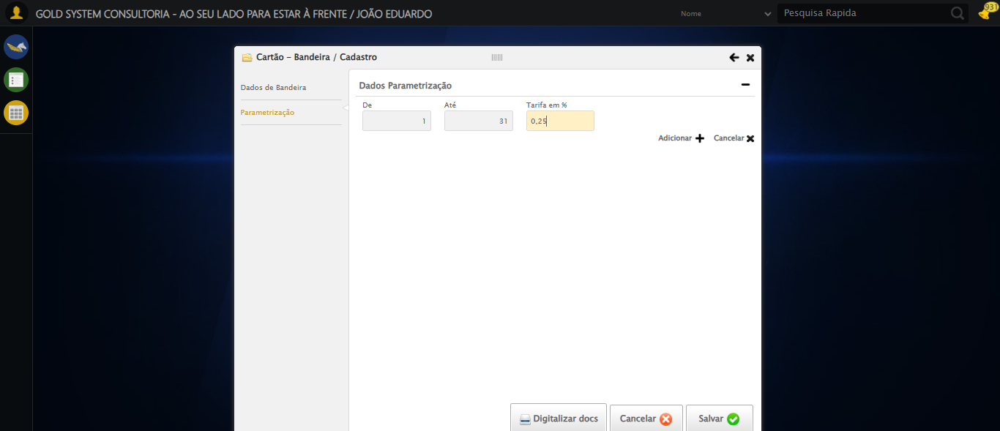 GOLD SYSTEM CONSULTORIA - AO SEU LADO PARA ESTAR À FRENTE / JOÃO EDUARDO
Nome
Pesquisa Rapida
931
Cartão - Bandeira / Cadastro
Dados de Bandeira
Parametrização
Dados Parametrização
De Até Tarifa em %
1 31 0,25
Adicionar Cancelar
Digitalizar docs Cancelar Salvar